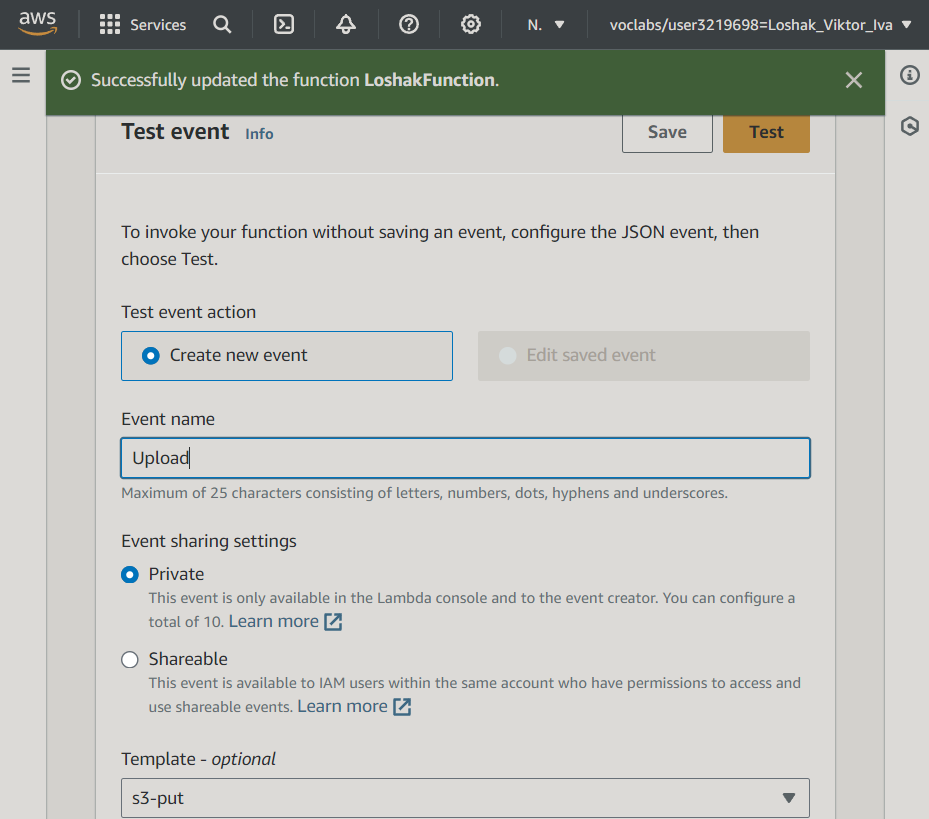 aws
Services
N.
voclabs/user3219698=Loshak_Viktor_Iva
Successfully updated the function LoshakFunction.
Test event Info
Save
Test
To invoke your function without saving an event, configure the JSON event, then
choose Test.
Test event action
Create new event
Edit saved event
Event name
Upload
Maximum of 25 characters consisting of letters, numbers, dots, hyphens and underscores.
Event sharing settings
Private
This event is only available in the Lambda console and to the event creator. You can configure a
total of 10. Learn more
Shareable
This event is available to IAM users within the same account who have permissions to access and
use shareable events. Learn more
Template - optional
s3-put